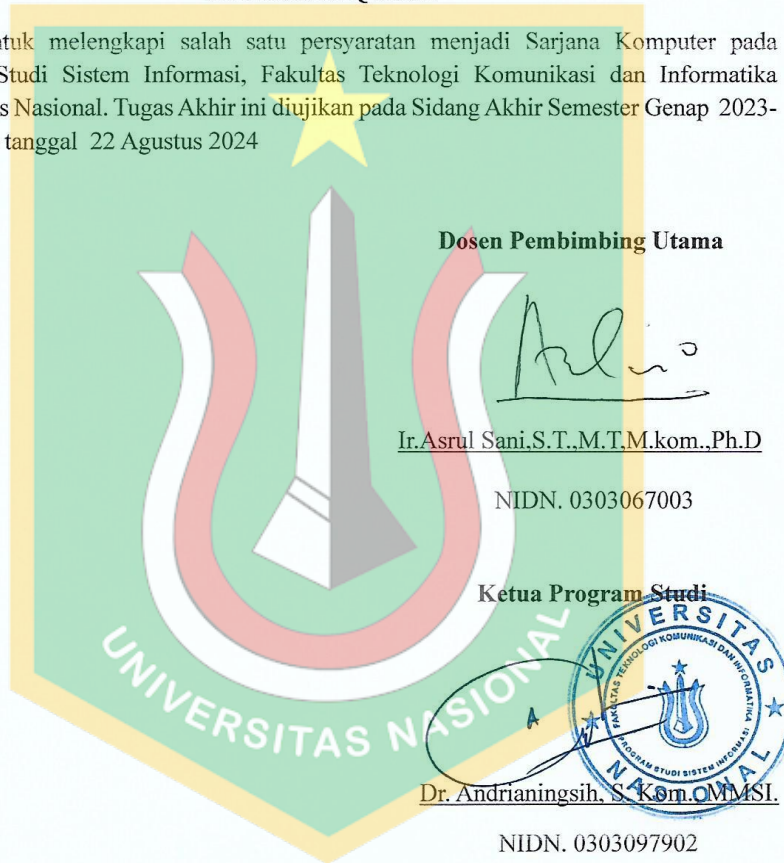 tuk melengkapi salah satu persyaratan menjadi Sarjana Komputer pada
Studi Sistem Informasi, Fakultas Teknologi Komunikasi dan Informatika
s Nasional. Tugas Akhir ini diujikan pada Sidang Akhir Semester Genap 2023-
tanggal 22 Agustus 2024
Dosen Pembimbing Utama
Ir.Asrul Sani,S.T.,M.T,M.kom.,Ph.D
NIDN. 0303067003
Ketua Program Studi
UNIVERSITAS NASIONAL
UNIVERSITAS
FAKULTAS TEKNOLOGI KOMUNIKASI DAN INFORMATIKA
PROGRAM STUDI SISTEM INFORMASI
NASIONAL
Dr. Andrianingsih, S. Kom., MMSI.
NIDN. 0303097902